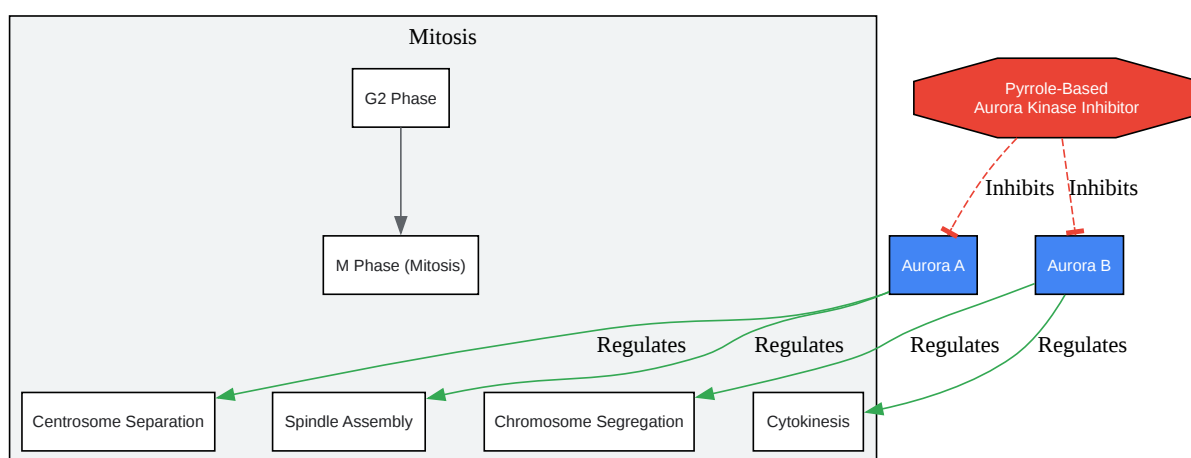 Mitosis
G2 Phase
Pyrrole-Based
Aurora Kinase Inhibitor
Inhibits
Inhibits
M Phase (Mitosis)
Aurora A
Aurora B
Regulates
Regulates
Regulates
Regulates
Centrosome Separation
Spindle Assembly
Chromosome Segregation
Cytokinesis